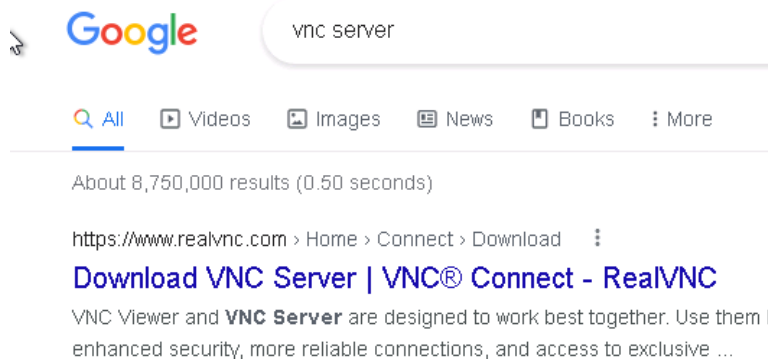 Google
vnc server
All Videos Images News Books More
About 8,750,000 results (0.50 seconds)
https://www.realvnc.com › Home › Connect › Download
Download VNC Server | VNC® Connect - RealVNC
VNC Viewer and VNC Server are designed to work best together. Use them
enhanced security, more reliable connections, and access to exclusive ...